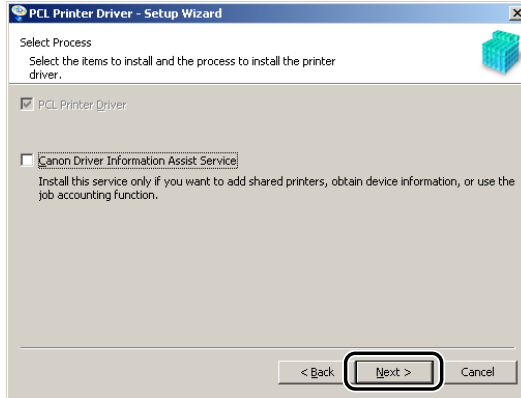 PCL Printer Driver - Setup Wizard
Select Process
Select the items to install and the process to install the printer
driver.
PCL Printer Driver
Canon Driver Information Assist Service
Install this service only if you want to add shared printers, obtain device information, or use the
job accounting function.
< Back Next > Cancel